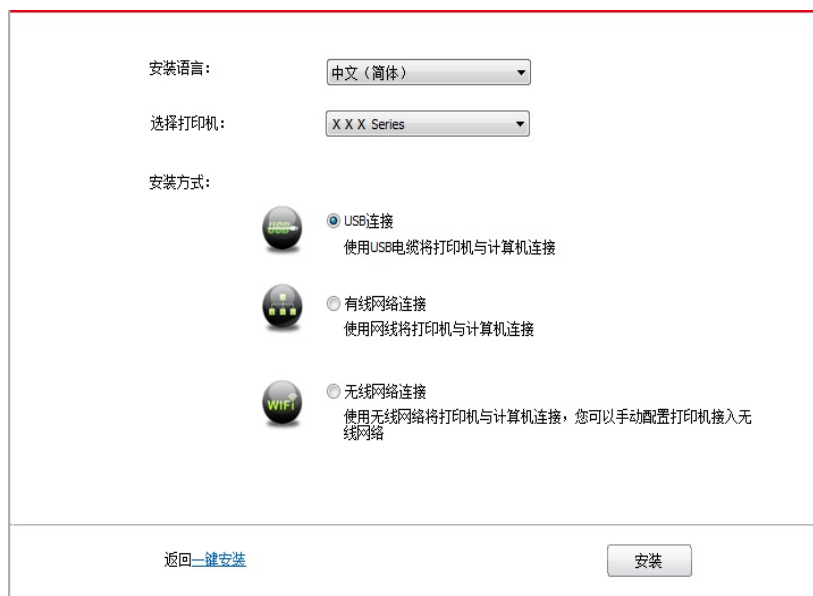 安装语言：
中文（简体）
选择打印机：
X X X Series
安装方式：
USB
USB连接
使用USB电缆将打印机与计算机连接
有线网络连接
使用网线将打印机与计算机连接
WiFi
无线网络连接
使用无线网络将打印机与计算机连接，您可以手动配置打印机接入无
线网络
返回一键安装
安装